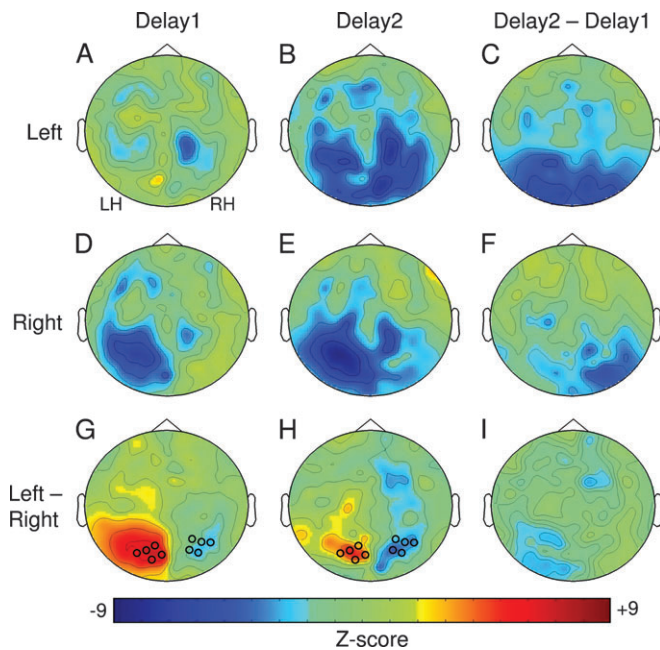 Delay1 Delay2 Delay2 – Delay1
A B C
Left
LH RH
D E F
Right
G H I
Left –
Right
-9 +9
Z-score